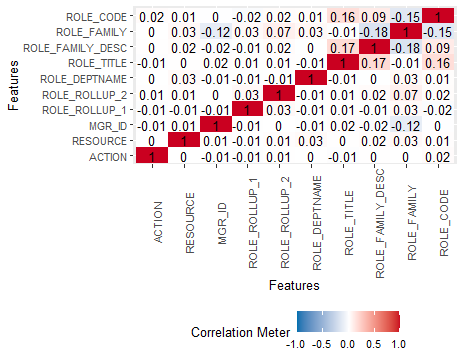 ROLE_CODE 0.02 0.01 0 -0.02 0.02 0.01 0.16 0.09 -0.15 1
ROLE_FAMILY 0 0.03 -0.12 0.03 0.07 0.03 -0.01 -0.18 1 -0.15
ROLE_FAMILY_DESC 0 0.02 -0.02 -0.01 0.02 0 0.17 1 -0.18 0.09
ROLE_TITLE -0.01 0 0.02 0.01 0.01 -0.01 1 0.17 -0.01 0.16
ROLE_DEPTNAME 0 0.03 -0.01 -0.01 -0.01 1 -0.01 0 0.03 0.01
ROLE_ROLLUP_2 0 0.01 0 0.03 1 -0.01 0.01 0.02 0.07 0.02
ROLE_ROLLUP_1 -0.01 -0.01 -0.01 1 0.03 -0.01 0.01 -0.01 0.03 -0.02
MGR_ID -0.01 0.01 1 -0.01 0 -0.01 0.02 -0.02 -0.12 0
RESOURCE 0 1 0.01 -0.01 0.01 0.03 0 0.02 0.03 0.01
ACTION 1 0 -0.01 -0.01 0 0 -0.01 0 0 0.02
Features
ACTION
RESOURCE
MGR_ID
ROLE_ROLLUP_1
ROLE_ROLLUP_2
ROLE_DEPTNAME
ROLE_TITLE
ROLE_FAMILY_DESC
ROLE_FAMILY
ROLE_CODE
Features
Correlation Meter
-1.0 -0.5 0.0 0.5 1.0